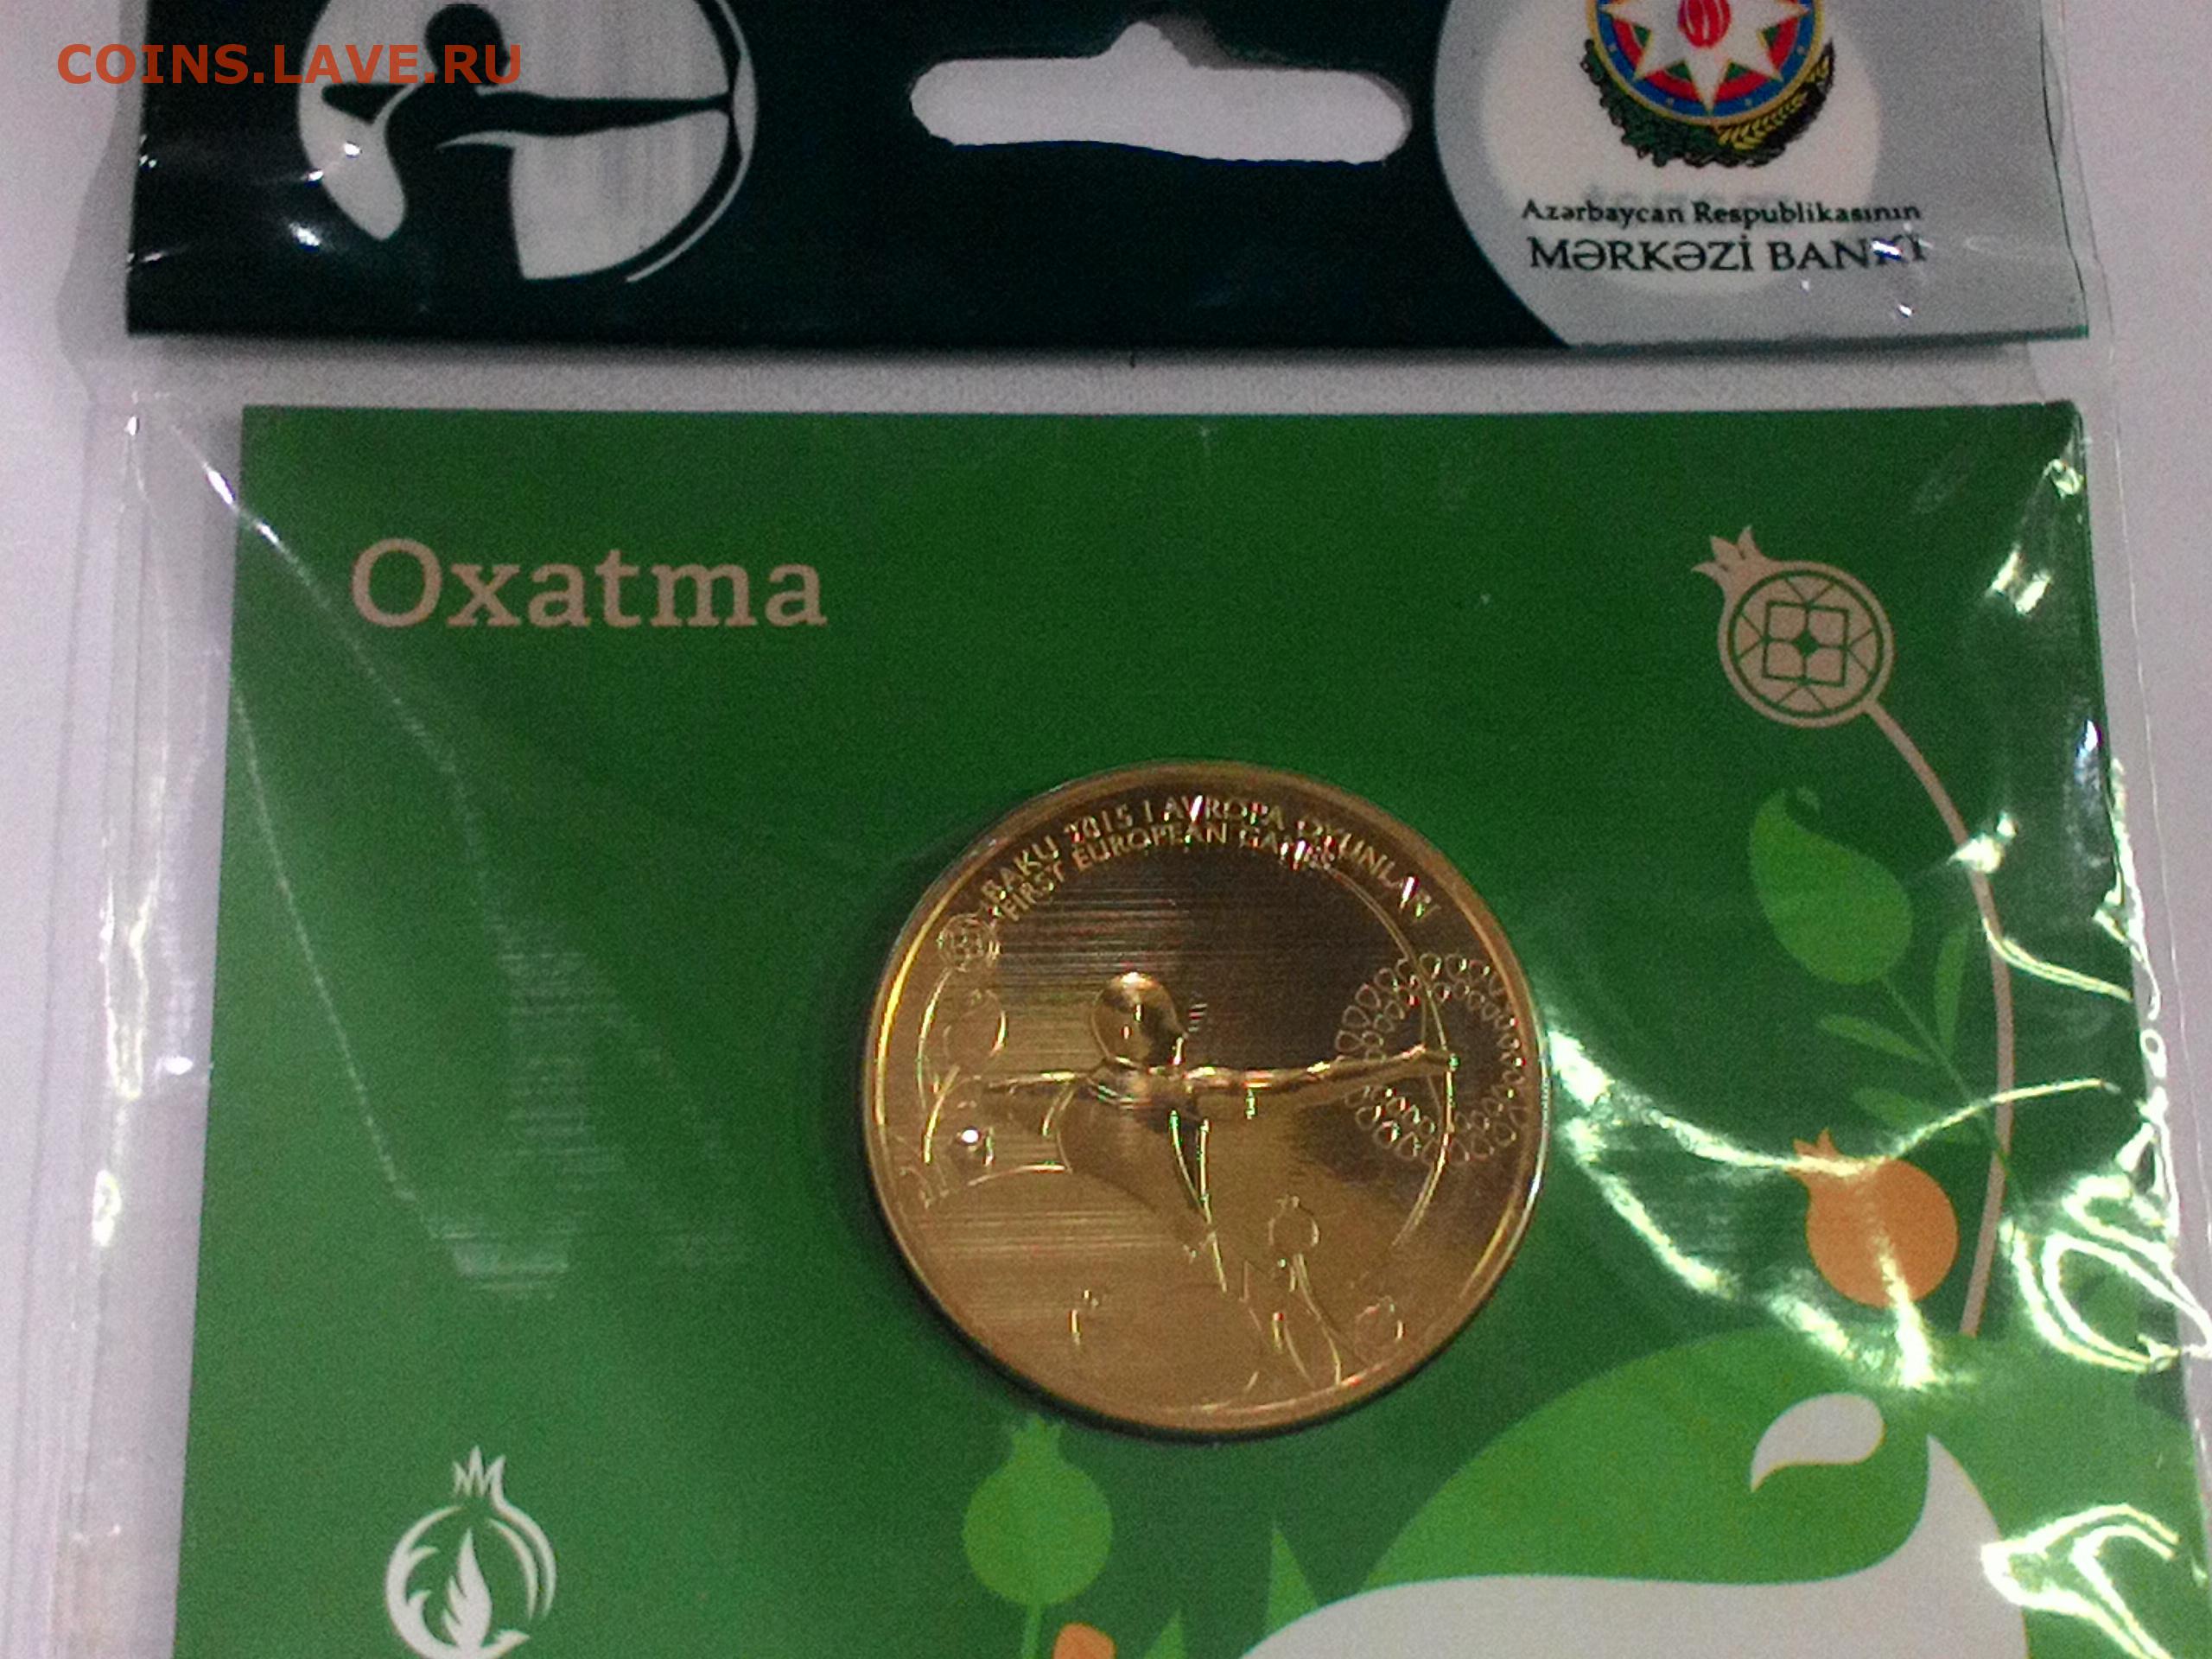 COINS.LAVE.RU
Azərbaycan Respublikasının
MƏRKƏZİ BANKI
Oxatma
BAKU 2015 I AVROPA OYUNLARI
FIRST EUROPEAN GAMES